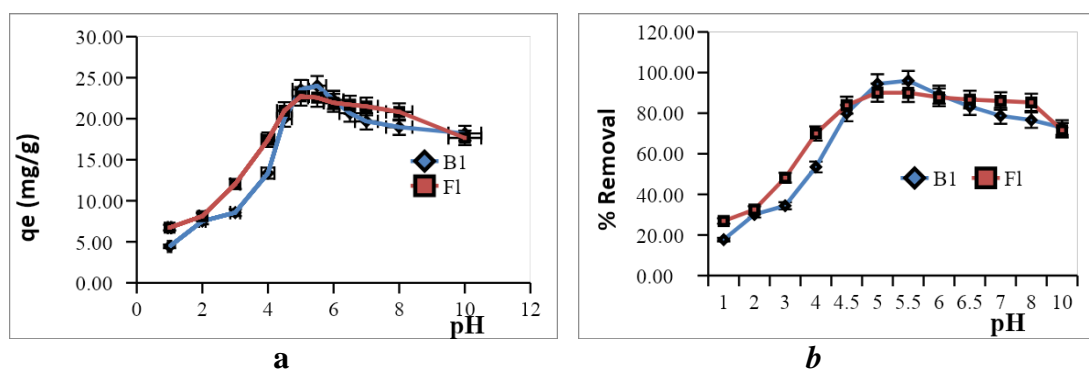 30.00
25.00
20.00
15.00
10.00
5.00
0.00
qe (mg/g)
0 2 4 6 8 10 12
pH
B1
F1
a
120.00
100.00
80.00
60.00
40.00
20.00
0.00
% Removal
1 2 3 4 4.5 5 5.5 6 6.5 7 8 10
pH
B1 F1
b